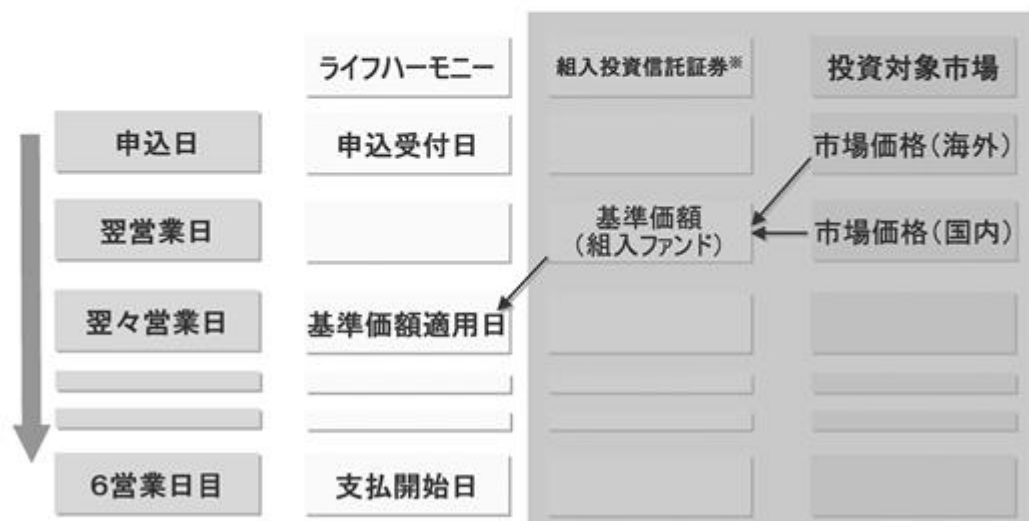 ライフハーモニー
組入投資信託証券※
投資対象市場
申込日
申込受付日
市場価格(海外)
翌営業日
基準価額
(組入ファンド)
市場価格(国内)
翌々営業日
基準価額適用日
6営業日目
支払開始日